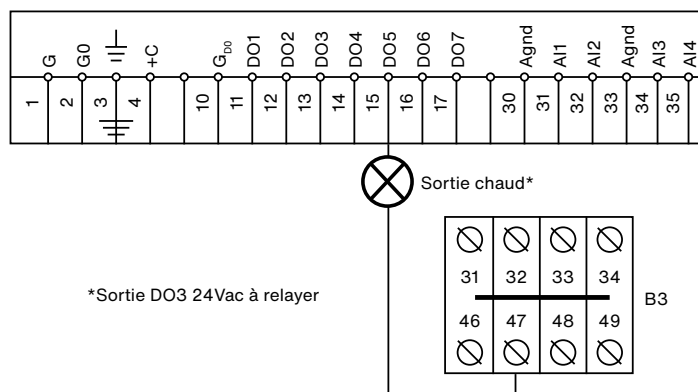 G G0 +C G D0 DO1 DO2 DO3 DO4 DO5 DO6 DO7 Agnd AI1 AI2 Agnd AI3 AI4
1 2 3 4 10 11 12 13 14 15 16 17 30 31 32 33 34 35
Sortie chaud*
*Sortie DO3 24Vac à relayer
31 32 33 34
B3
46 47 48 49